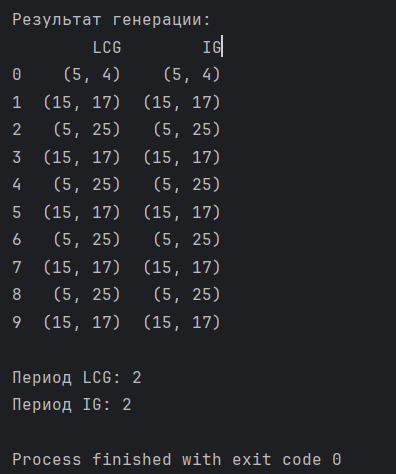 Результат генерации:
LCG IG
0 (5, 4) (5, 4)
1 (15, 17) (15, 17)
2 (5, 25) (5, 25)
3 (15, 17) (15, 17)
4 (5, 25) (5, 25)
5 (15, 17) (15, 17)
6 (5, 25) (5, 25)
7 (15, 17) (15, 17)
8 (5, 25) (5, 25)
9 (15, 17) (15, 17)
Период LCG: 2
Период IG: 2
Process finished with exit code 0